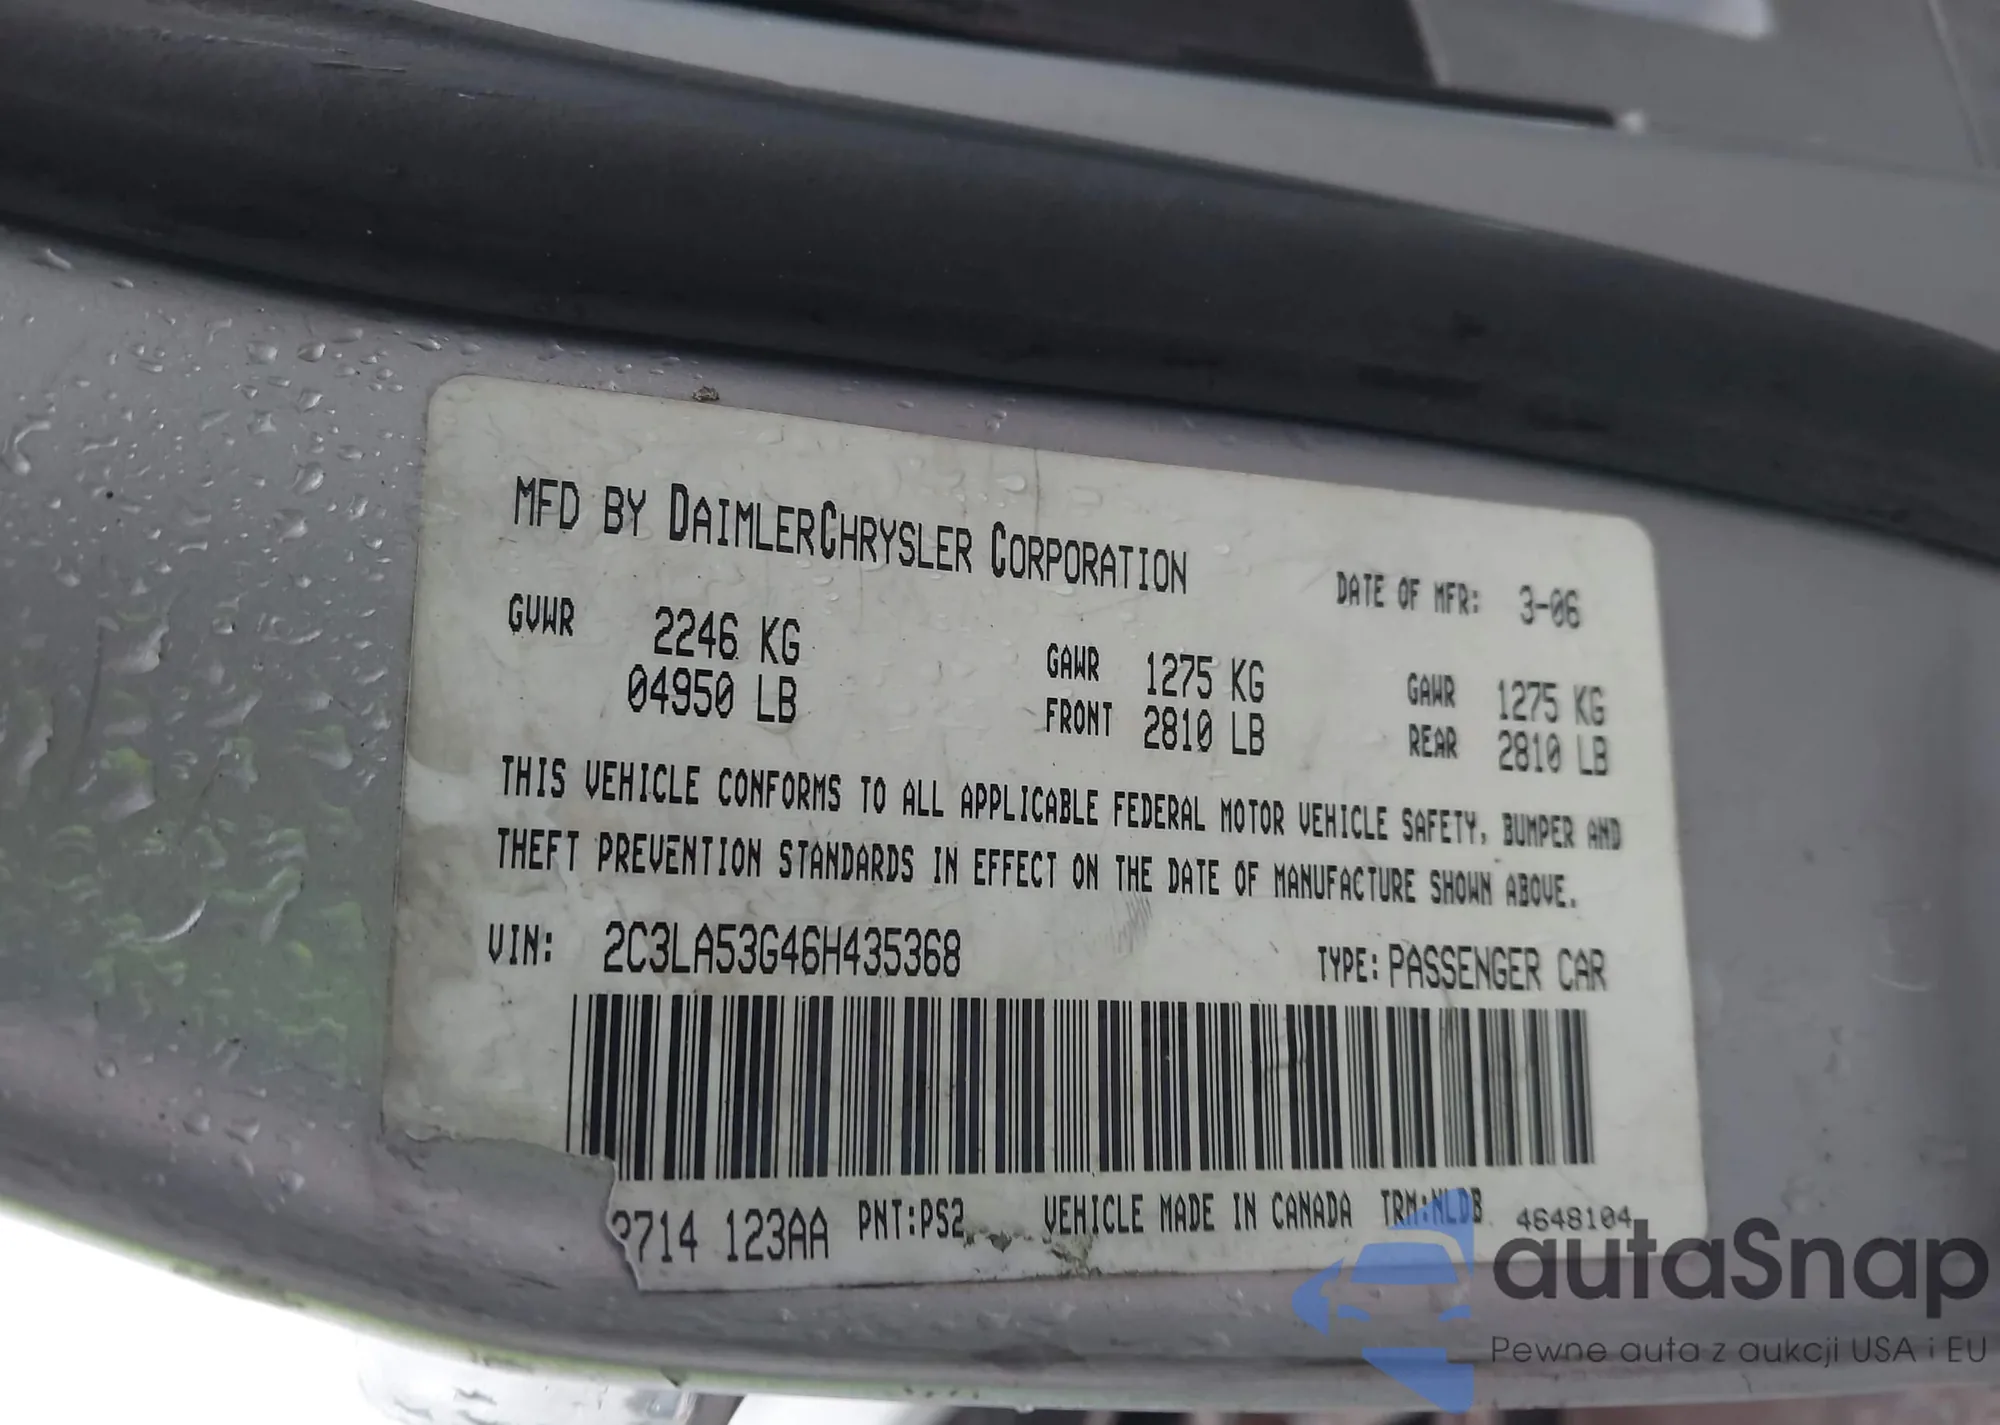 MFD BY DAIMLERCHRYSLER CORPORATION
DATE OF MFR: 3-06
GVWR 2246 KG
04950 LB
GAWR 1275 KG
FRONT 2810 LB
GAWR 1275 KG
REAR 2810 LB
THIS VEHICLE CONFORMS TO ALL APPLICABLE FEDERAL MOTOR VEHICLE SAFETY, BUMPER AND
THEFT PREVENTION STANDARDS IN EFFECT ON THE DATE OF MANUFACTURE SHOWN ABOVE.
VIN: 2C3LA53G46H435368
TYPE: PASSENGER CAR
714 123AA PNT:PS2 VEHICLE MADE IN CANADA TRM:NLDB 4648104
autaSnap
Pewne auta z aukcji USA i EU